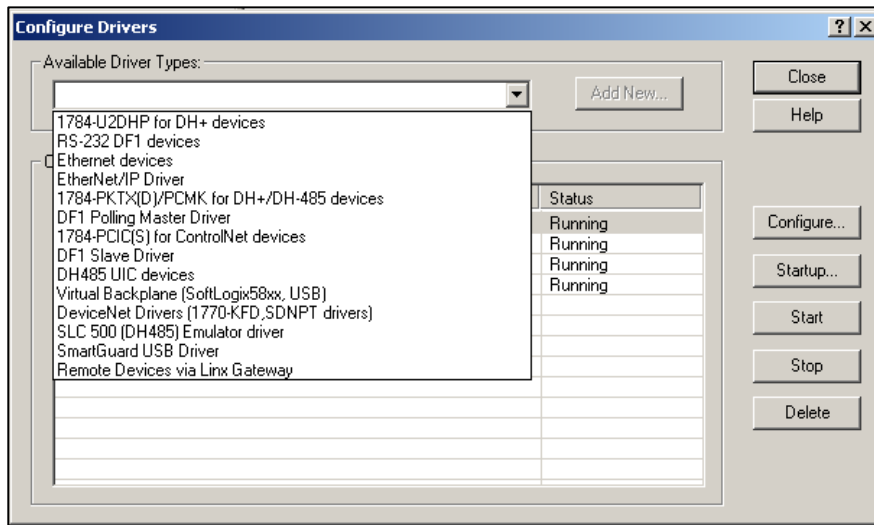 Configure Drivers
Available Driver Types:
Add New...
Close
Help
1784-U2DHP for DH+ devices
RS-232 DF1 devices
Ethernet devices
EtherNet/IP Driver
1784-PKTX(D)/PCMK for DH+/DH-485 devices
DF1 Polling Master Driver
1784-PCIC(S) for ControlNet devices
DF1 Slave Driver
DH485 UIC devices
Virtual Backplane (SoftLogix58xx, USB)
DeviceNet Drivers (1770-KFD,SDNPT drivers)
SLC 500 (DH485) Emulator driver
SmartGuard USB Driver
Remote Devices via Linx Gateway
Status
Running
Running
Running
Running
Configure...
Startup...
Start
Stop
Delete